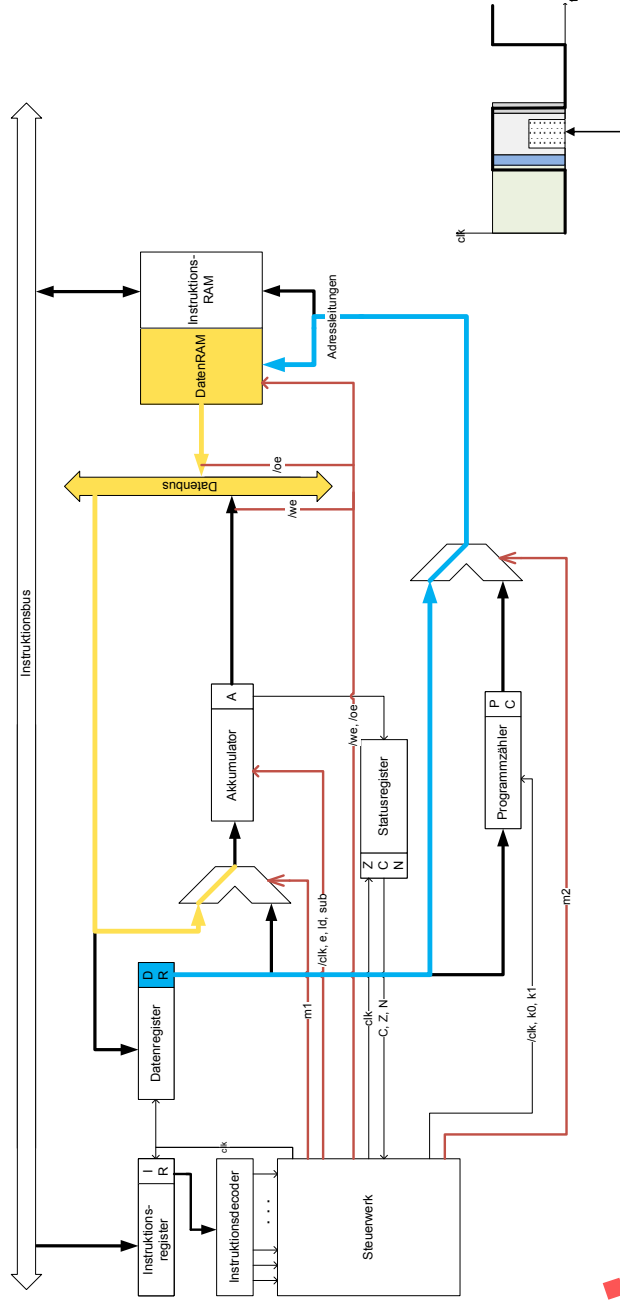 Instruktionsbus
Instruktions-
register
I
R
Instruktionsdecoder
. . .
Steuerwerk
Datenregister
D
R
clk
m1
/clk, e, ld, sub
/we, /oe
clk
C, Z, N
/clk, k0, k1
m2
Akkumulator
A
Statusregister
Z
C
N
Programmzähler
P
C
Datenbus
/we
/oe
DatenRAM
Instruktions-
RAM
Adressleitungen
clk